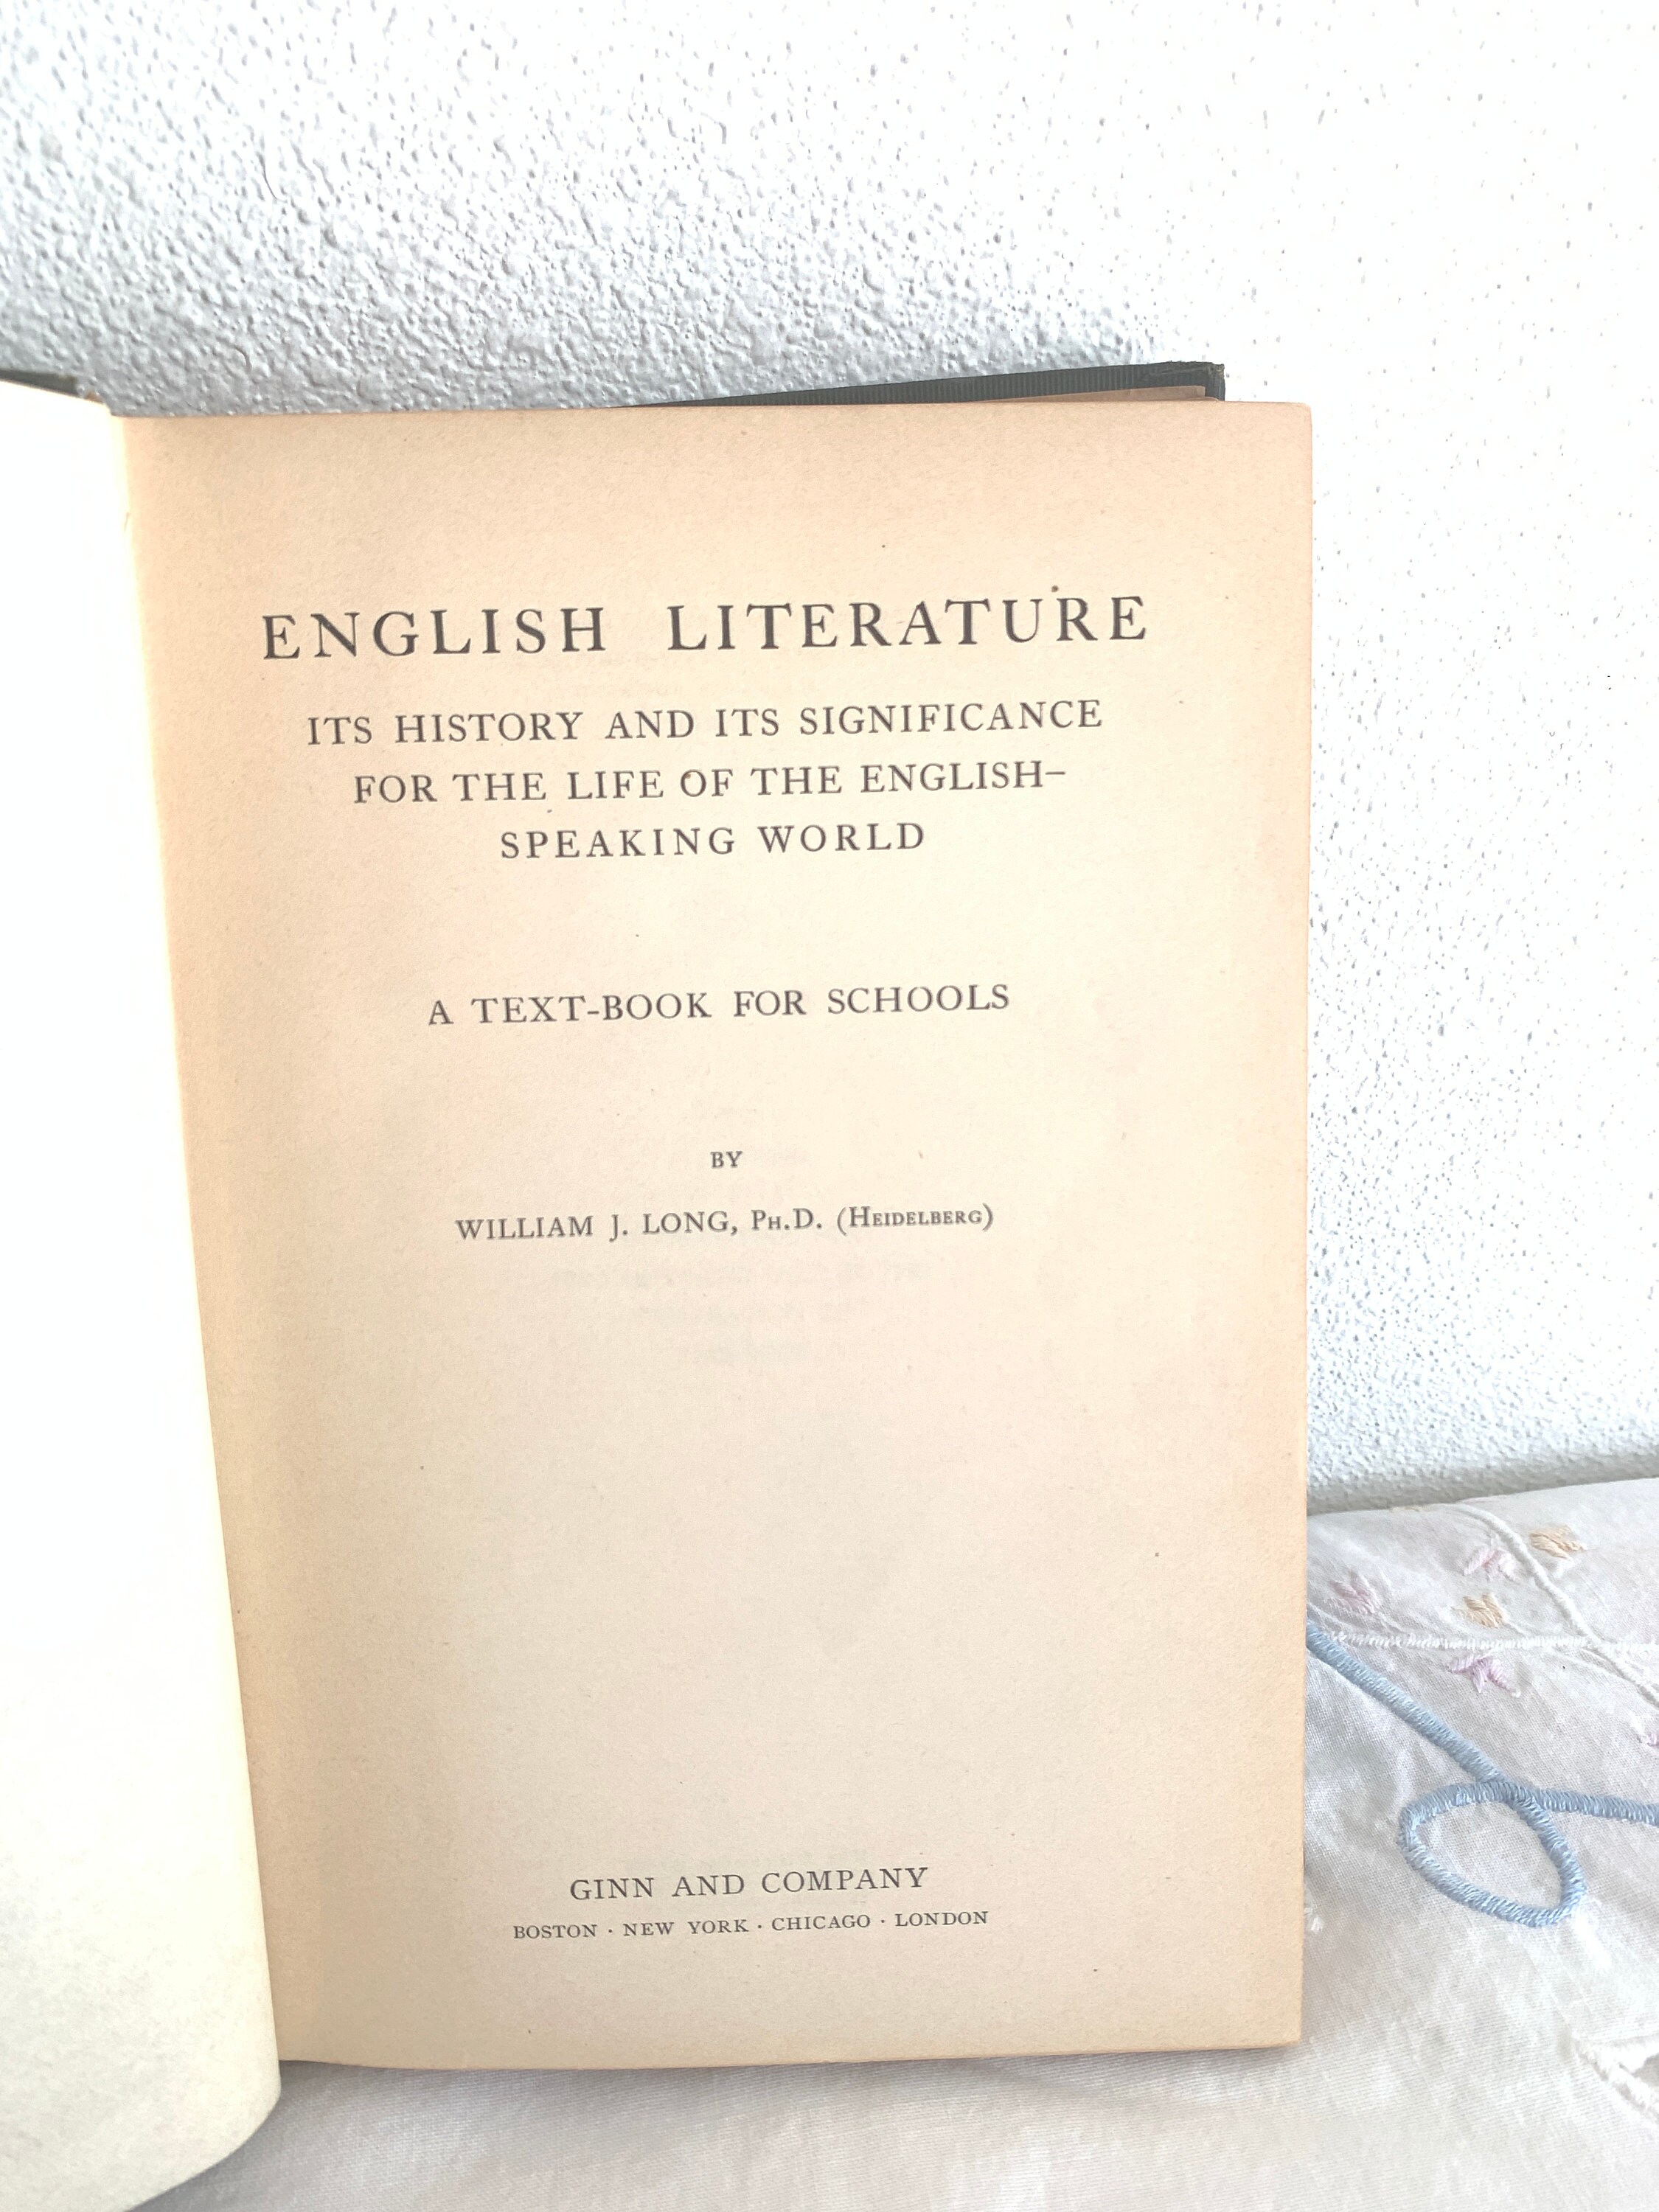 ENGLISH LITERATURE
ITS HISTORY AND ITS SIGNIFICANCE
FOR THE LIFE OF THE ENGLISH-
SPEAKING WORLD
A TEXT-BOOK FOR SCHOOLS
BY
WILLIAM J. LONG, PH.D. (HEIDELBERG)
GINN AND COMPANY
BOSTON · NEW YORK · CHICAGO · LONDON